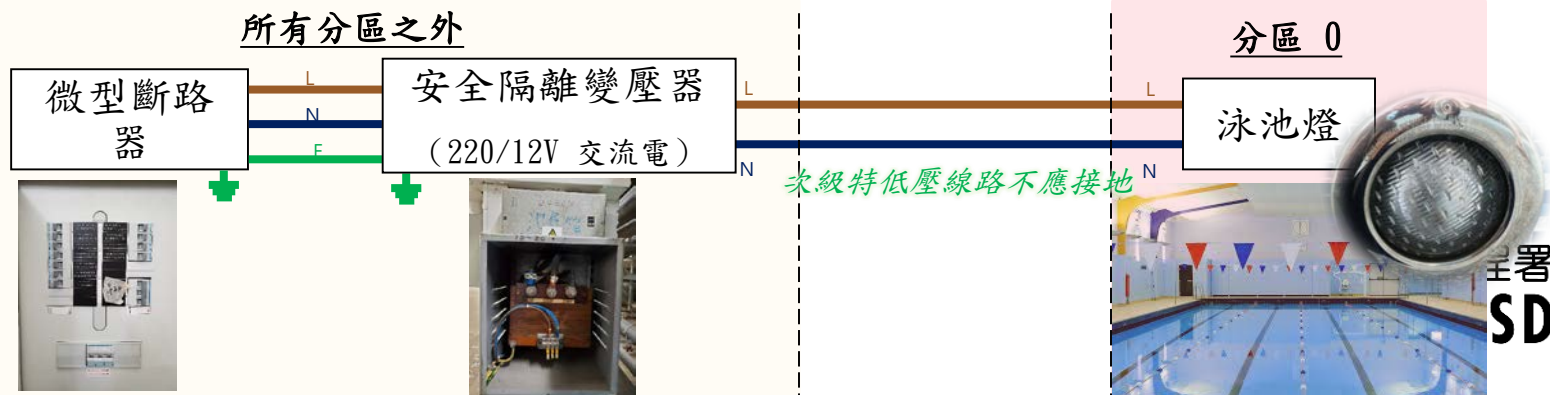 所有分區之外
分區 0
微型斷路
器
L
N
E
安全隔離變壓器
（220/12V 交流電）
L
N
L
N
泳池燈
次級特低壓線路不應接地
程署
SD